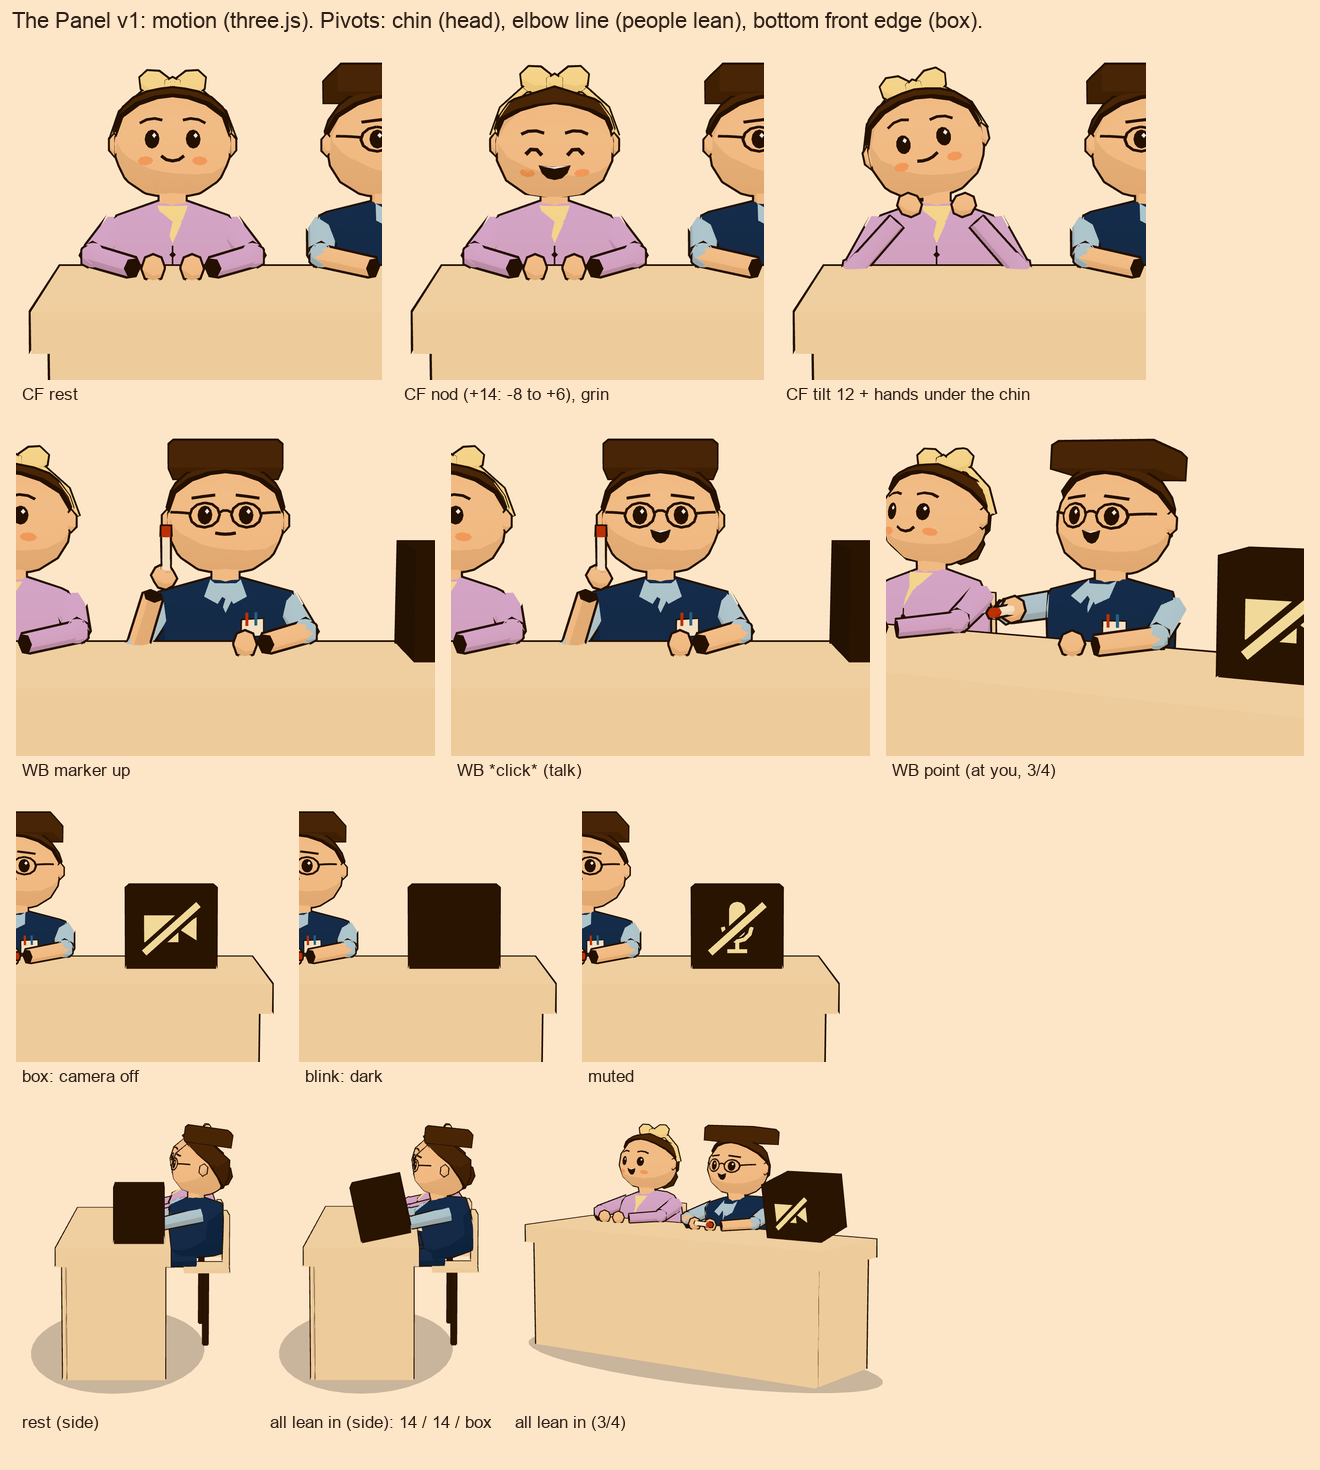 The Panel v1: motion (three.js). Pivots: chin (head), elbow line (people lean), bottom front edge (box).
CF rest
CF nod (+14: -8 to +6), grin
CF tilt 12 + hands under the chin
WB marker up
WB *click* (talk)
WB point (at you, 3/4)
box: camera off
blink: dark
muted
rest (side)
all lean in (side): 14 / 14 / box
all lean in (3/4)